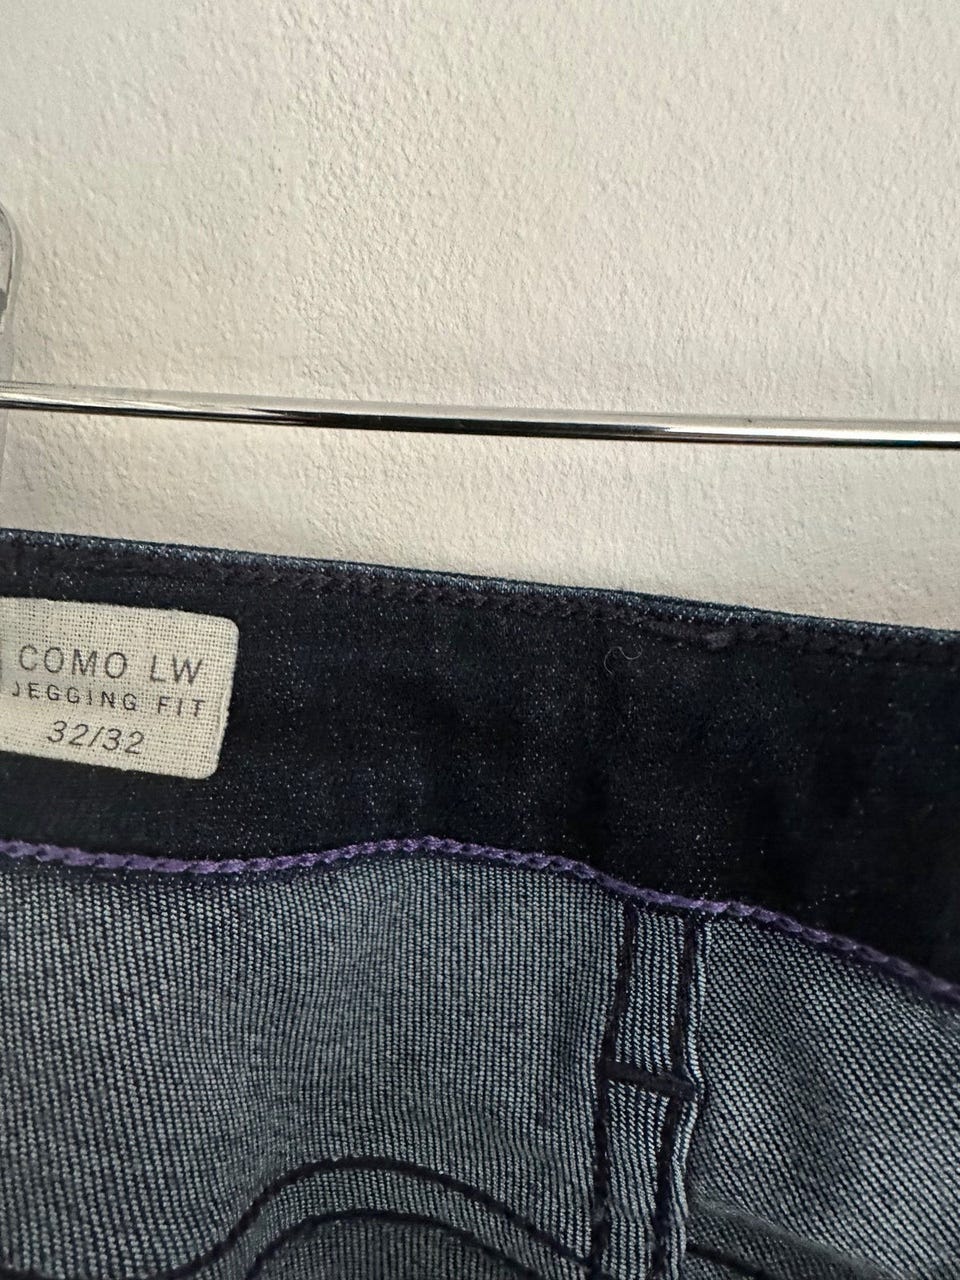 COMO LW
JEGGING FIT
32/32